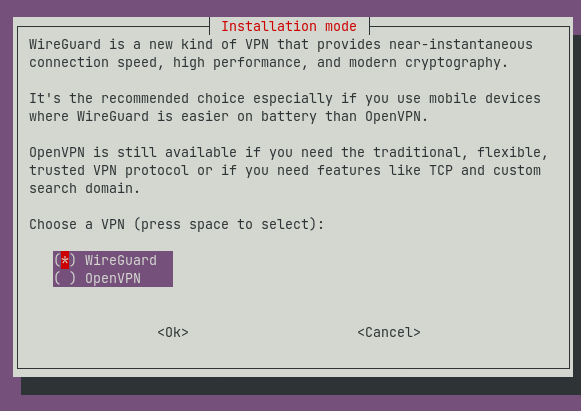 Installation mode
WireGuard is a new kind of VPN that provides near-instantaneous
connection speed, high performance, and modern cryptography.
It's the recommended choice especially if you use mobile devices
where WireGuard is easier on battery than OpenVPN.
OpenVPN is still available if you need the traditional, flexible,
trusted VPN protocol or if you need features like TCP and custom
search domain.
Choose a VPN (press space to select):
(*) WireGuard
( ) OpenVPN
<Ok> <Cancel>